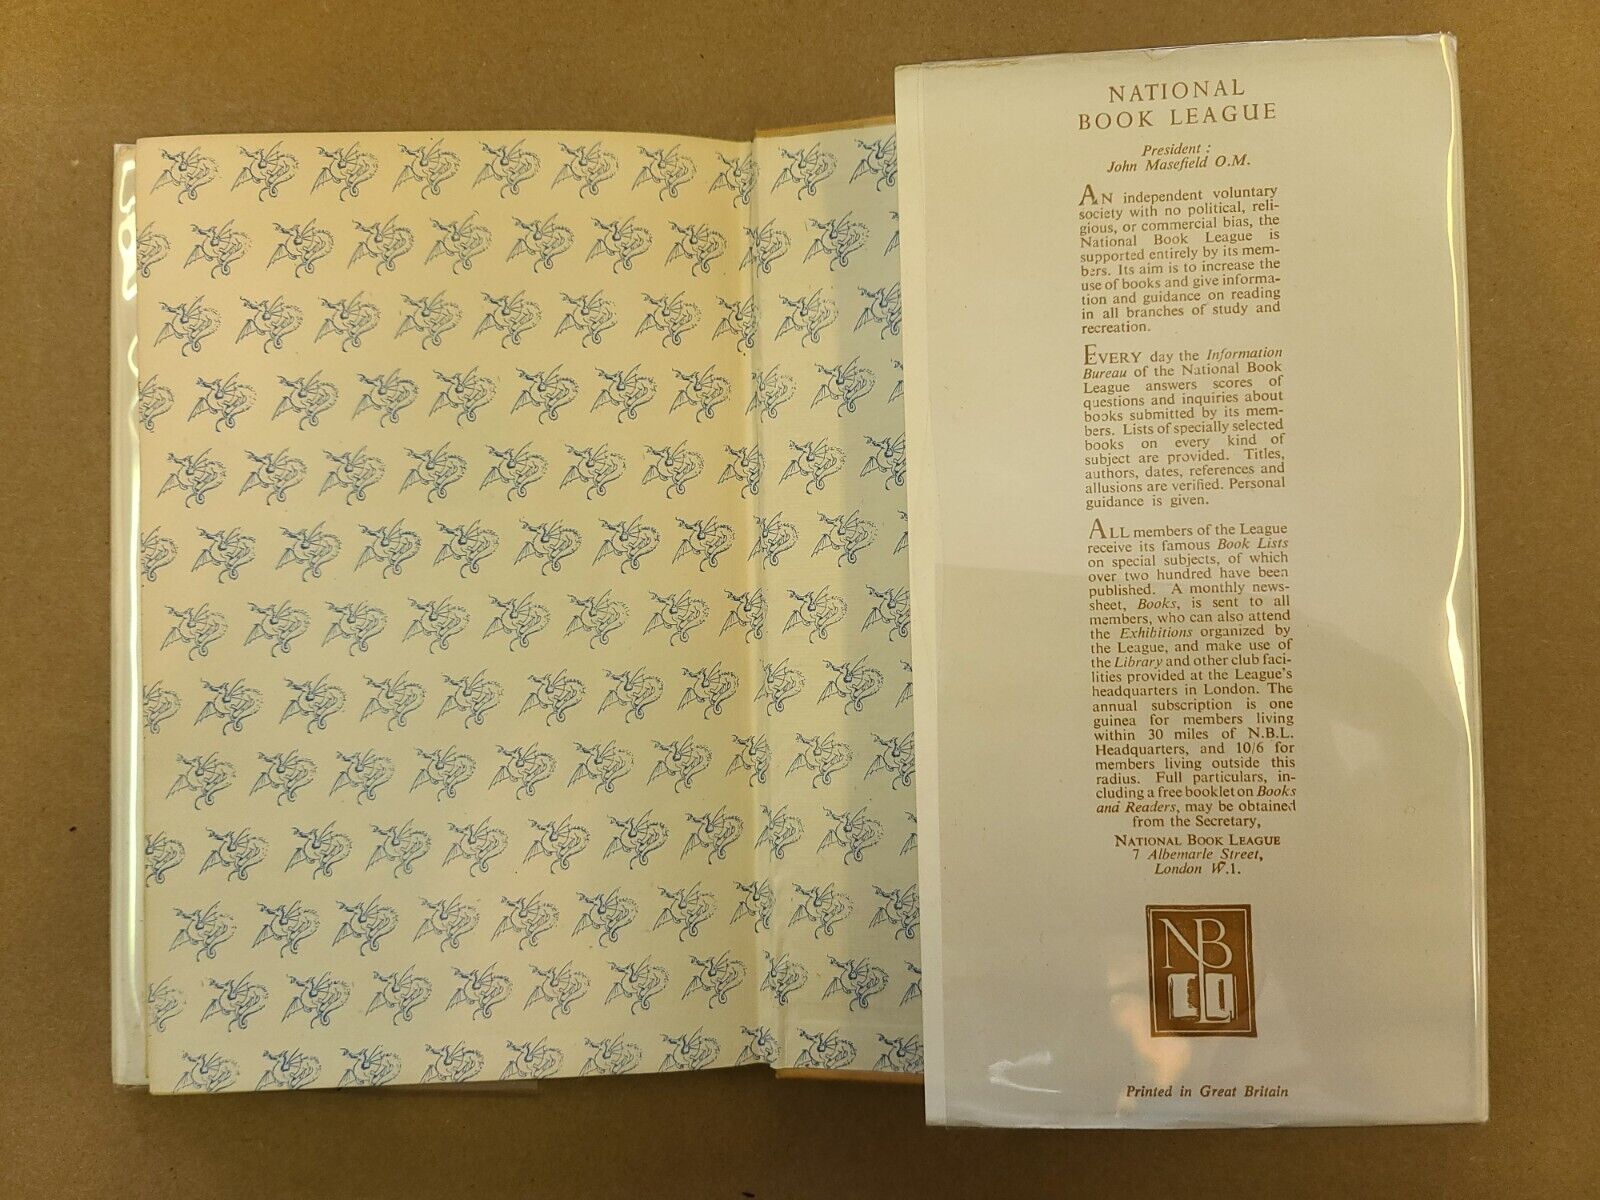 NATIONAL
BOOK LEAGUE
President :
John Masefield O.M.
AN independent voluntary
society with no political, reli-
gious, or commercial bias, the
National Book League is
supported entirely by its mem-
bers. Its aim is to increase the
use of books and give informa-
tion and guidance on reading
in all branches of study and
recreation.
EVERY day the Information
Bureau of the National Book
League answers scores of
questions and inquiries about
books submitted by its mem-
bers. Lists of specially selected
books on every kind of
subject are provided. Titles,
authors, dates, references and
allusions are verified. Personal
guidance is given.
ALL members of the League
receive its famous Book Lists
on special subjects, of which
over two hundred have been
published. A monthly news-
sheet, Books, is sent to all
members, who can also attend
the Exhibitions organized by
the League, and make use of
the Library and other club faci-
lities provided at the League's
headquarters in London. The
annual subscription is one
guinea for members living
within 30 miles of N.B.L.
Headquarters, and 10/6 for
members living outside this
radius. Full particulars, in-
cluding a free booklet on Books
and Readers, may be obtained
from the Secretary,
NATIONAL BOOK LEAGUE
7 Albemarle Street,
London W.1.
NB
L
Printed in Great Britain